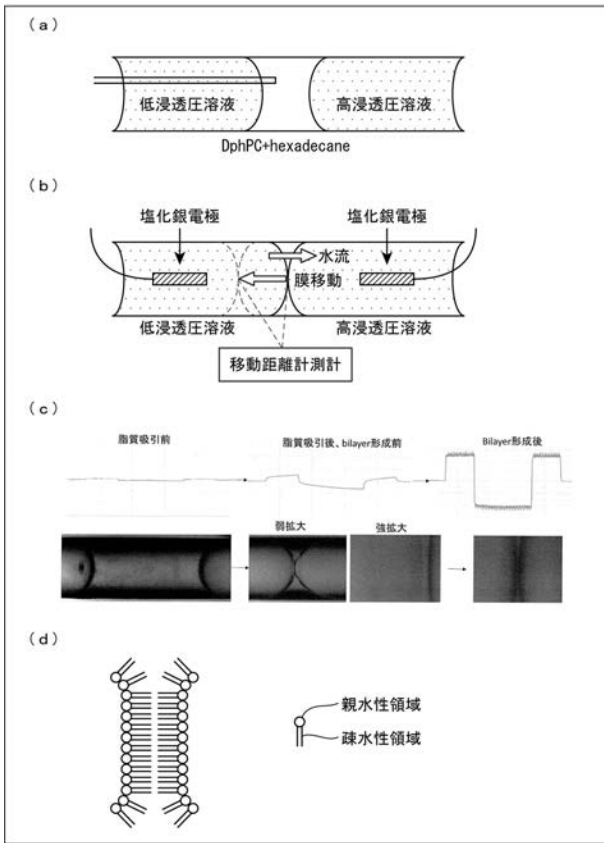 (a)
低浸透圧溶液 高浸透圧溶液
DphPC+hexadecane
(b)
塩化銀電極 塩化銀電極
水流
膜移動
低浸透圧溶液 高浸透圧溶液
移動距離計測計
(c)
脂質吸引前 脂質吸引後、bilayer形成前 Bilayer形成後
弱拡大 強拡大
(d)
親水性領域
疎水性領域